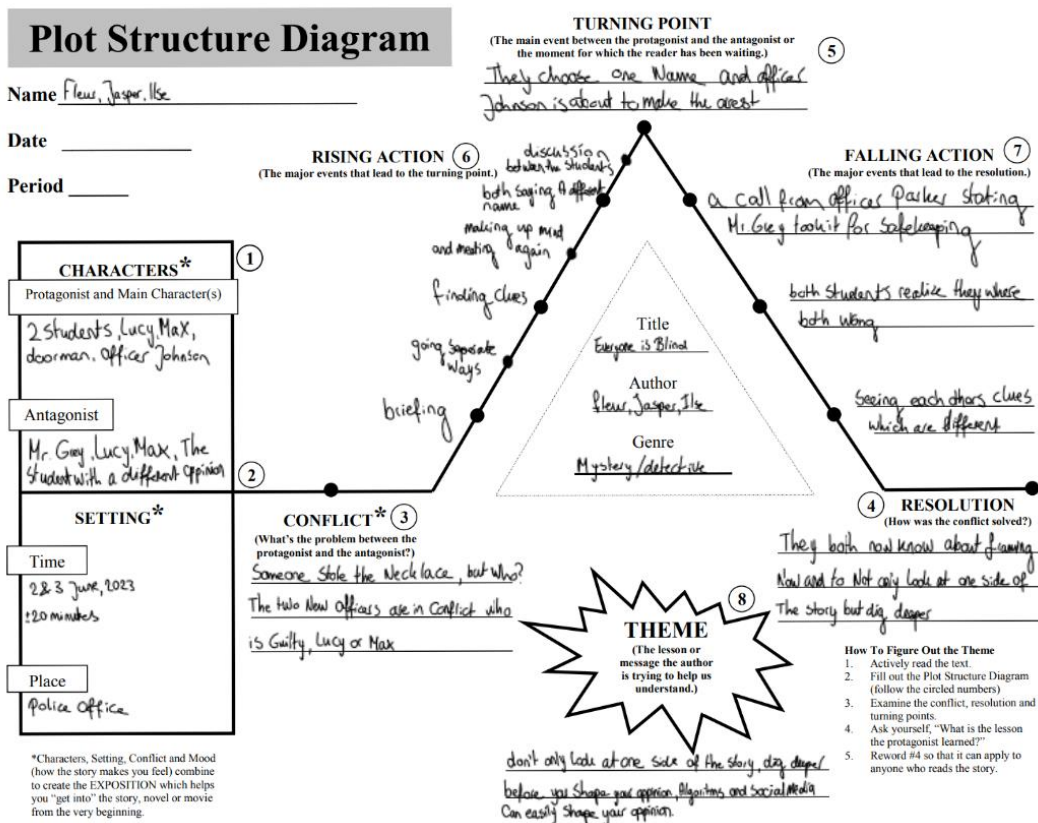 Plot Structure Diagram
Name Fleur, Jasper, Ilse
Date
Period
TURNING POINT
(The main event between the protagonist and the antagonist or
the moment for which the reader has been waiting.)
5
They choose one Name and officer
Johnson is about to make the arest
RISING ACTION 6
(The major events that lead to the turning point.)
discussion
between the students
both saying A different
name
making up mind
and meeting again
finding clues
going seperate
ways
briefing
FALLING ACTION 7
(The major events that lead to the resolution.)
a call from officer Parker stating
Mr. Grey took it for safekeeping
both students realize they where
both wrong
Seeing each others clues
which are different
1
CHARACTERS*
Protagonist and Main Character(s)
2 Students, Lucy, Max,
doorman, Officer Johnson
Antagonist
Mr. Grey, Lucy, Max, The
Student with a different oppinion
2
SETTING*
Time
2 & 3 June, 2023
±20 minutes
Place
Police Office
*Characters, Setting, Conflict and Mood
(how the story makes you feel) combine
to create the EXPOSITION which helps
you "get into" the story, novel or movie
from the very beginning.
Title
Everyone is Blind
Author
fleur, Jasper, Ilse
Genre
Mystery/detective
CONFLICT* 3
(What's the problem between the
protagonist and the antagonist?)
Someone Stole the Necklace, but who?
The two New Officers are in Conflict who
is Guilty, Lucy or Max
4 RESOLUTION
(How was the conflict solved?)
They both now know about framing
Now and to Not only look at one side of
The story but dig deeper
8
THEME
(The lesson or
message the author
is trying to help us
understand.)
don't only look at one side of the story, dig deeper
before you shape your oppinion, Algoritms and Social Media
Can easily shape your oppinion.
How To Figure Out the Theme
1. Actively read the text.
2. Fill out the Plot Structure Diagram
(follow the circled numbers)
3. Examine the conflict, resolution and
turning points.
4. Ask yourself, "What is the lesson
the protagonist learned?"
5. Reword #4 so that it can apply to
anyone who reads the story.